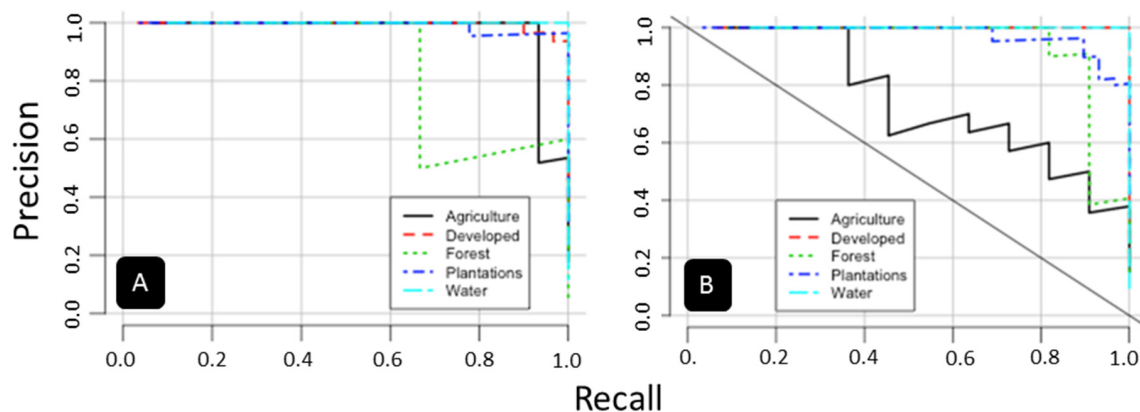 Precision
1.0
0.8
0.6
0.4
0.2
0.0
Agriculture
Developed
Forest
Plantations
Water
A
0.0 0.2 0.4 0.6 0.8 1.0
1.0
0.8
0.6
0.4
0.2
0.0
Agriculture
Developed
Forest
Plantations
Water
B
0. 0.2 0.4 0.6 0.8 1.0
Recall